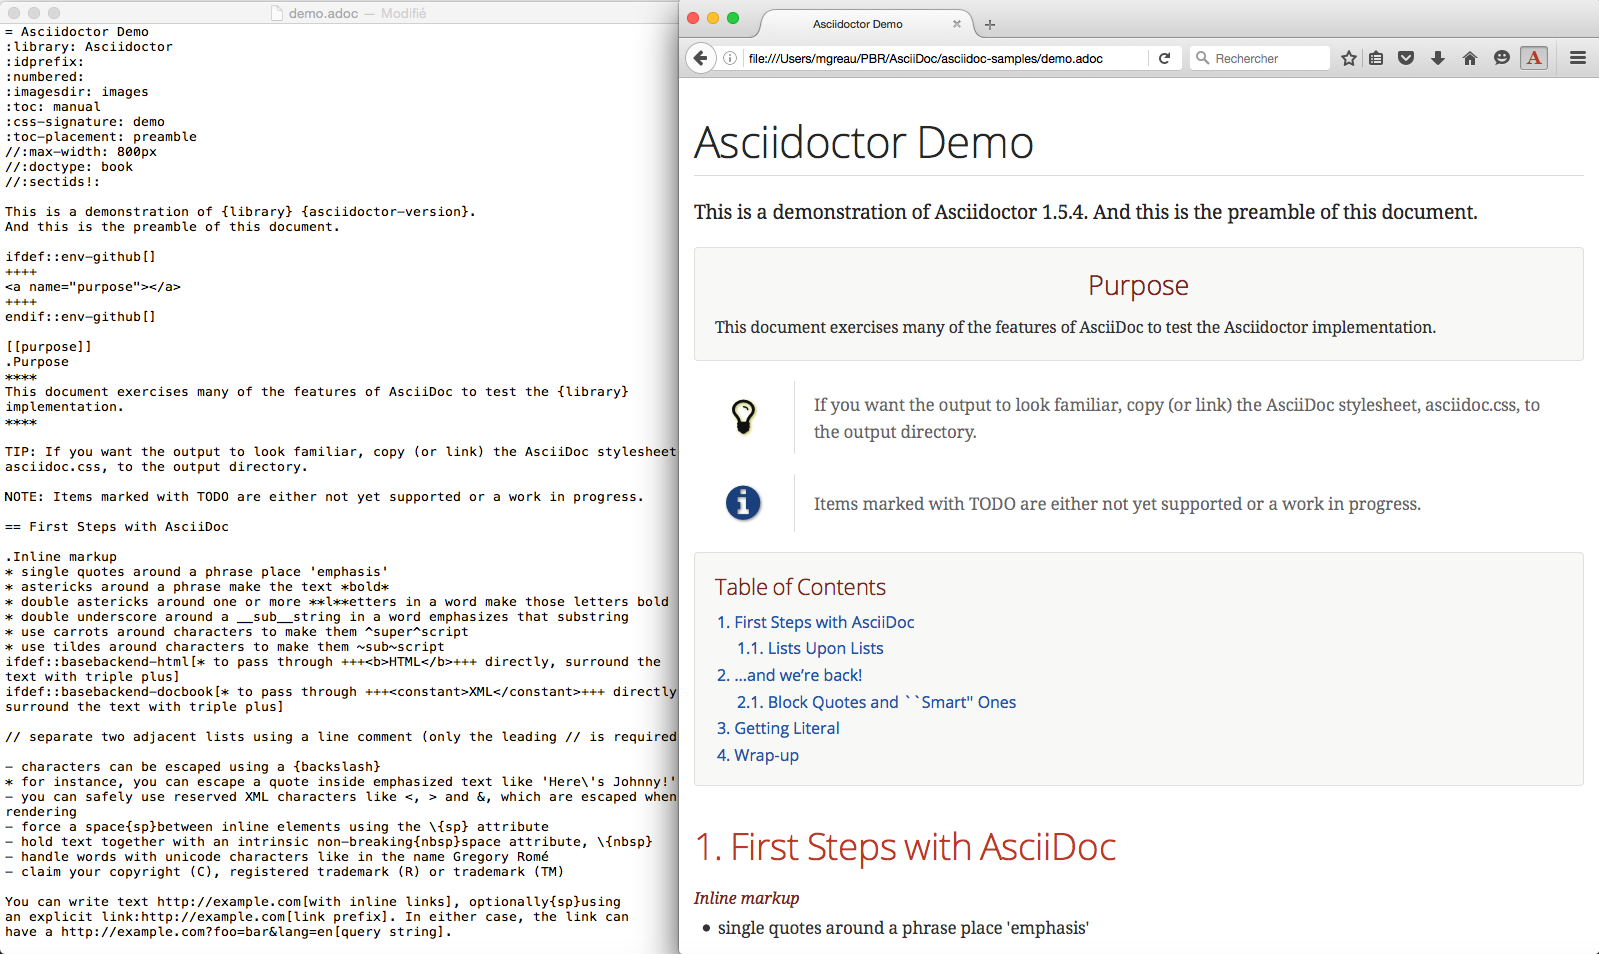 demo.adoc — Modifié
= Asciidoctor Demo
:library: Asciidoctor
:idprefix:
:numbered:
:imagesdir: images
:toc: manual
:css-signature: demo
:toc-placement: preamble
//:max-width: 800px
//:doctype: book
//:sectids!:
This is a demonstration of {library} {asciidoctor-version}.
And this is the preamble of this document.
ifdef::env-github[]
++++
<a name="purpose"></a>
++++
endif::env-github[]
[[purpose]]
.Purpose
****
This document exercises many of the features of AsciiDoc to test the {library}
implementation.
****
TIP: If you want the output to look familiar, copy (or link) the AsciiDoc stylesheet
asciidoc.css, to the output directory.
NOTE: Items marked with TODO are either not yet supported or a work in progress.
== First Steps with AsciiDoc
.Inline markup
* single quotes around a phrase place 'emphasis'
* astericks around a phrase make the text *bold*
* double astericks around one or more **l**etters in a word make those letters bold
* double underscore around a __sub__string in a word emphasizes that substring
* use carrots around characters to make them ^super^script
* use tildes around characters to make them ~sub~script
ifdef::basebackend-html[* to pass through +++<b>HTML</b>+++ directly, surround the
text with triple plus]
ifdef::basebackend-docbook[* to pass through +++<constant>XML</constant>+++ directly
surround the text with triple plus]
// separate two adjacent lists using a line comment (only the leading // is required
- characters can be escaped using a {backslash}
* for instance, you can escape a quote inside emphasized text like 'Here\'s Johnny!'
- you can safely use reserved XML characters like <, > and &, which are escaped when
rendering
- force a space{sp}between inline elements using the \{sp} attribute
- hold text together with an intrinsic non-breaking{nbsp}space attribute, \{nbsp}
- handle words with unicode characters like in the name Gregory Romé
- claim your copyright (C), registered trademark (R) or trademark (TM)
You can write text http://example.com[with inline links], optionally{sp}using
an explicit link:http://example.com[link prefix]. In either case, the link can
have a http://example.com?foo=bar&lang=en[query string].
Asciidoctor Demo
file:///Users/mgreau/PBR/AsciiDoc/asciidoc-samples/demo.adoc
Rechercher
A
Asciidoctor Demo
This is a demonstration of Asciidoctor 1.5.4. And this is the preamble of this document.
Purpose
This document exercises many of the features of AsciiDoc to test the Asciidoctor implementation.
If you want the output to look familiar, copy (or link) the AsciiDoc stylesheet, asciidoc.css, to
the output directory.
Items marked with TODO are either not yet supported or a work in progress.
Table of Contents
1. First Steps with AsciiDoc
1.1. Lists Upon Lists
2. …and we’re back!
2.1. Block Quotes and ``Smart'' Ones
3. Getting Literal
4. Wrap-up
1. First Steps with AsciiDoc
Inline markup
• single quotes around a phrase place 'emphasis'